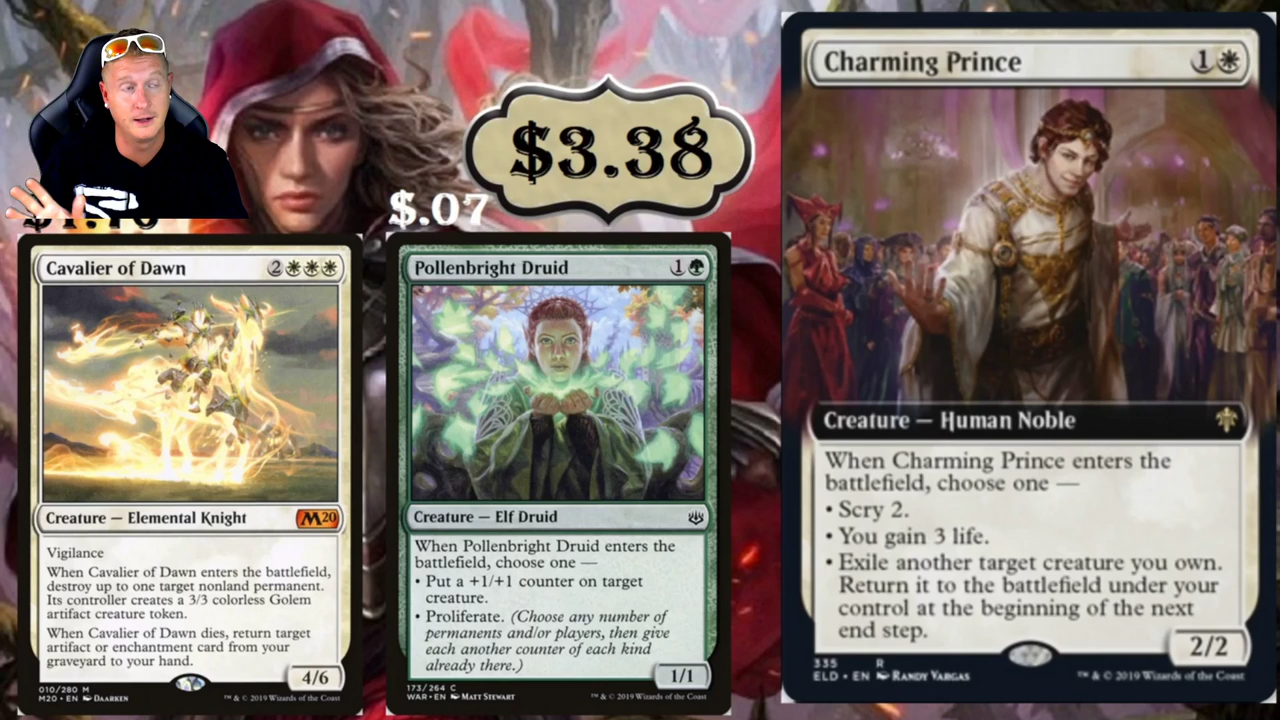 $3.38
$.07
Cavalier of Dawn 2
Creature — Elemental Knight M20
Vigilance
When Cavalier of Dawn enters the battlefield,
destroy up to one target nonland permanent.
Its controller creates a 3/3 colorless Golem
artifact creature token.
When Cavalier of Dawn dies, return target
artifact or enchantment card from your
graveyard to your hand.
4/6
010/280 M
M20 • EN DAARKEN ™ & © 2019 Wizards of the Coast
Pollenbright Druid 1
Creature — Elf Druid
When Pollenbright Druid enters the
battlefield, choose one —
• Put a +1/+1 counter on target
creature.
• Proliferate. (Choose any number of
permanents and/or players, then give
each another counter of each kind
already there.)
1/1
173/264 C
WAR • EN MATT STEWART ™ & © 2019 Wizards of the Coast
Charming Prince 1
Creature — Human Noble
When Charming Prince enters the
battlefield, choose one —
• Scry 2.
• You gain 3 life.
• Exile another target creature you own.
Return it to the battlefield under your
control at the beginning of the next
end step.
2/2
335 R
ELD • EN RANDY VARGAS ™ & © 2019 Wizards of the Coast